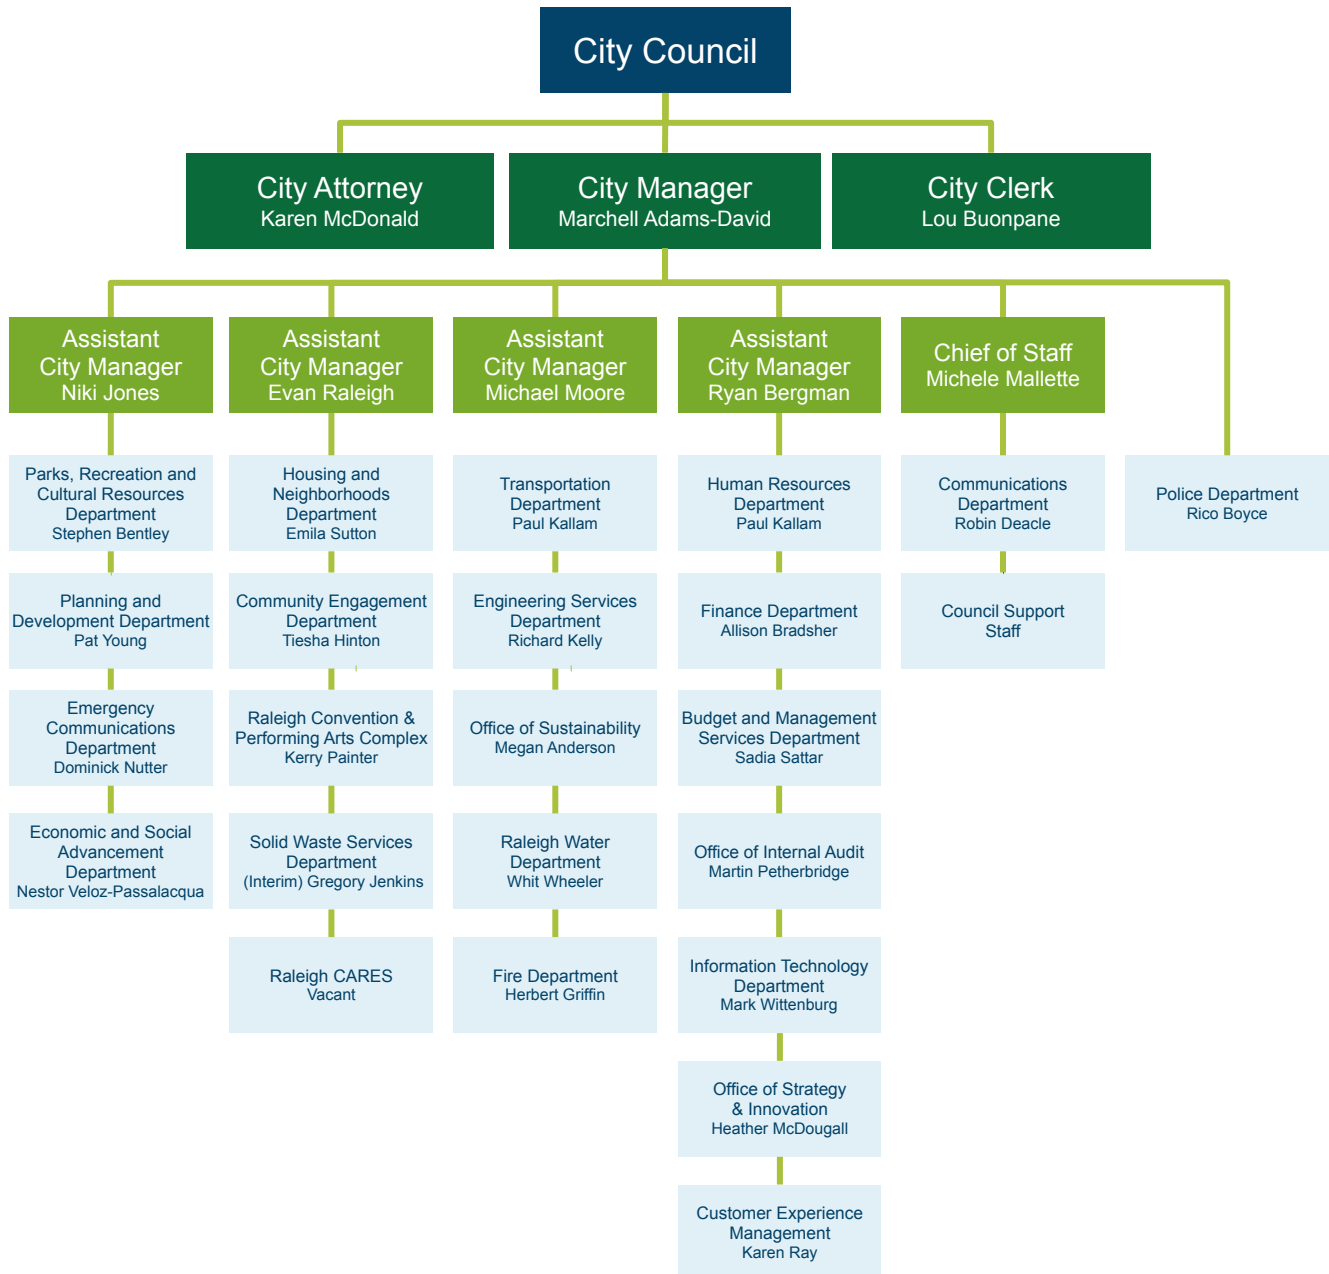 City Council
City Attorney
Karen McDonald
City Manager
Marchell Adams-David
City Clerk
Lou Buonpane
Assistant
City Manager
Niki Jones
Assistant
City Manager
Evan Raleigh
Assistant
City Manager
Michael Moore
Assistant
City Manager
Ryan Bergman
Chief of Staff
Michele Mallette
Parks, Recreation and
Cultural Resources
Department
Stephen Bentley
Housing and
Neighborhoods
Department
Emila Sutton
Transportation
Department
Paul Kallam
Human Resources
Department
Paul Kallam
Communications
Department
Robin Deacle
Police Department
Rico Boyce
Planning and
Development Department
Pat Young
Community Engagement
Department
Tiesha Hinton
Engineering Services
Department
Richard Kelly
Finance Department
Allison Bradsher
Council Support
Staff
Emergency
Communications
Department
Dominick Nutter
Raleigh Convention &
Performing Arts Complex
Kerry Painter
Office of Sustainability
Megan Anderson
Budget and Management
Services Department
Sadia Sattar
Economic and Social
Advancement
Department
Nestor Veloz-Passalacqua
Solid Waste Services
Department
(Interim) Gregory Jenkins
Raleigh Water
Department
Whit Wheeler
Office of Internal Audit
Martin Petherbridge
Raleigh CARES
Vacant
Fire Department
Herbert Griffin
Information Technology
Department
Mark Wittenburg
Office of Strategy
& Innovation
Heather McDougall
Customer Experience
Management
Karen Ray